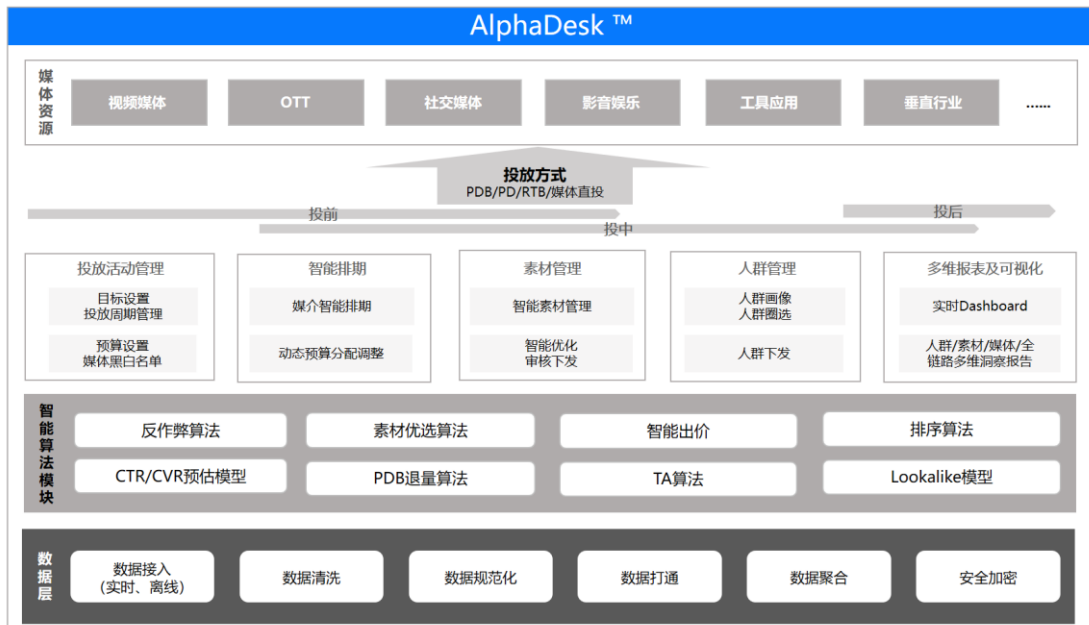 AlphaDesk ™
媒体资源
视频媒体
OTT
社交媒体
影音娱乐
工具应用
垂直行业
......
投放方式
PDB/PD/RTB/媒体直投
投前
投后
投中
投放活动管理
目标设置
投放周期管理
预算设置
媒体黑白名单
智能排期
媒介智能排期
动态预算分配调整
素材管理
智能素材管理
智能优化
审核下发
人群管理
人群画像
人群圈选
人群下发
多维报表及可视化
实时Dashboard
人群/素材/媒体/全
链路多维洞察报告
智能算法模块
反作弊算法
素材优选算法
智能出价
排序算法
CTR/CVR预估模型
PDB退量算法
TA算法
Lookalike模型
数据层
数据接入
(实时、离线)
数据清洗
数据规范化
数据打通
数据聚合
安全加密